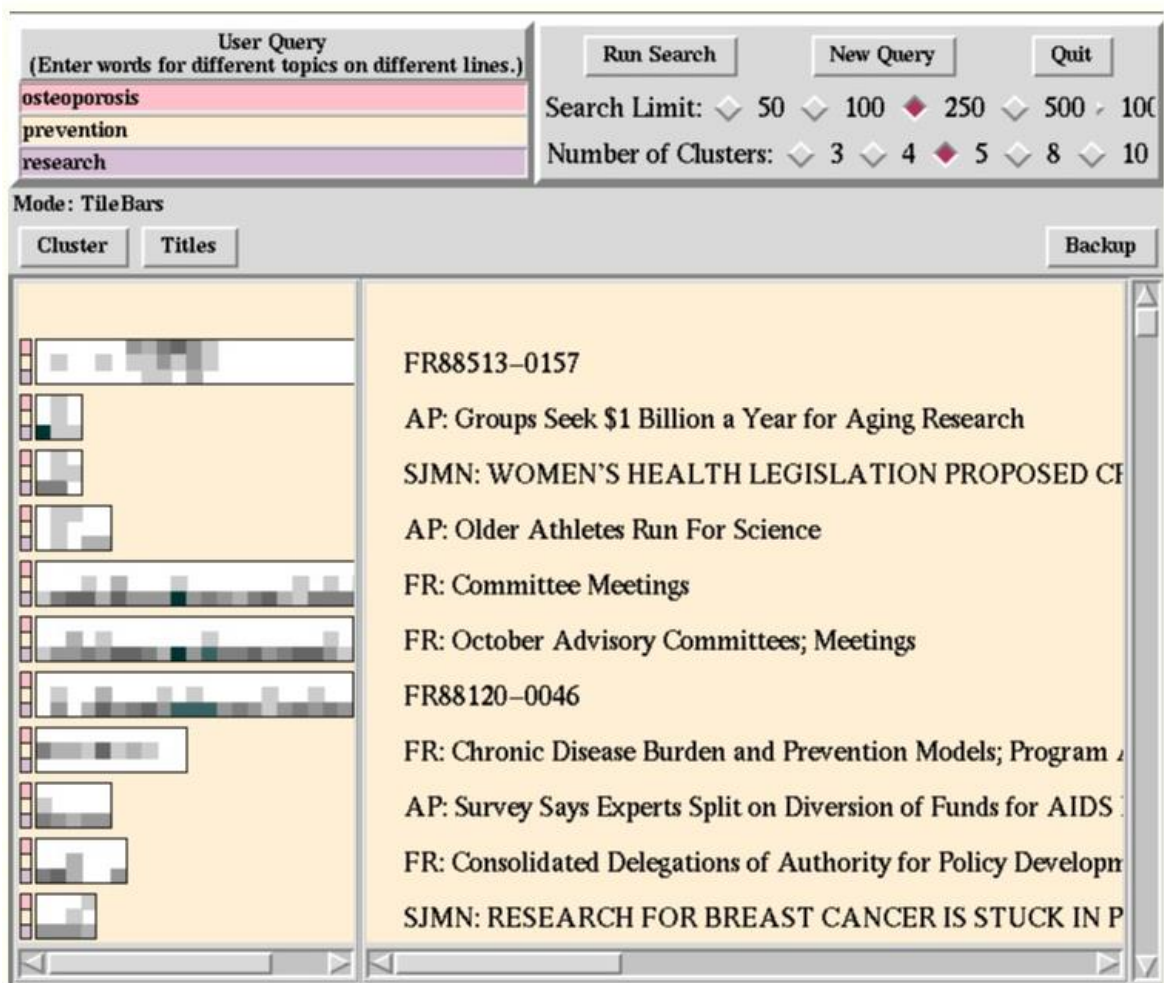 User Query
(Enter words for different topics on different lines.)
osteoporosis
prevention
research
Run Search New Query Quit
Search Limit: 50 100 250 500 100
Number of Clusters: 3 4 5 8 10
Mode: TileBars
Cluster Titles Backup
FR88513-0157
AP: Groups Seek $1 Billion a Year for Aging Research
SJMN: WOMEN'S HEALTH LEGISLATION PROPOSED
AP: Older Athletes Run For Science
FR: Committee Meetings
FR: October Advisory Committees; Meetings
FR88120-0046
FR: Chronic Disease Burden and Prevention Models; Program
AP: Survey Says Experts Split on Diversion of Funds for AIDS
FR: Consolidated Delegations of Authority for Policy Developm
SJMN: RESEARCH FOR BREAST CANCER IS STUCK IN P